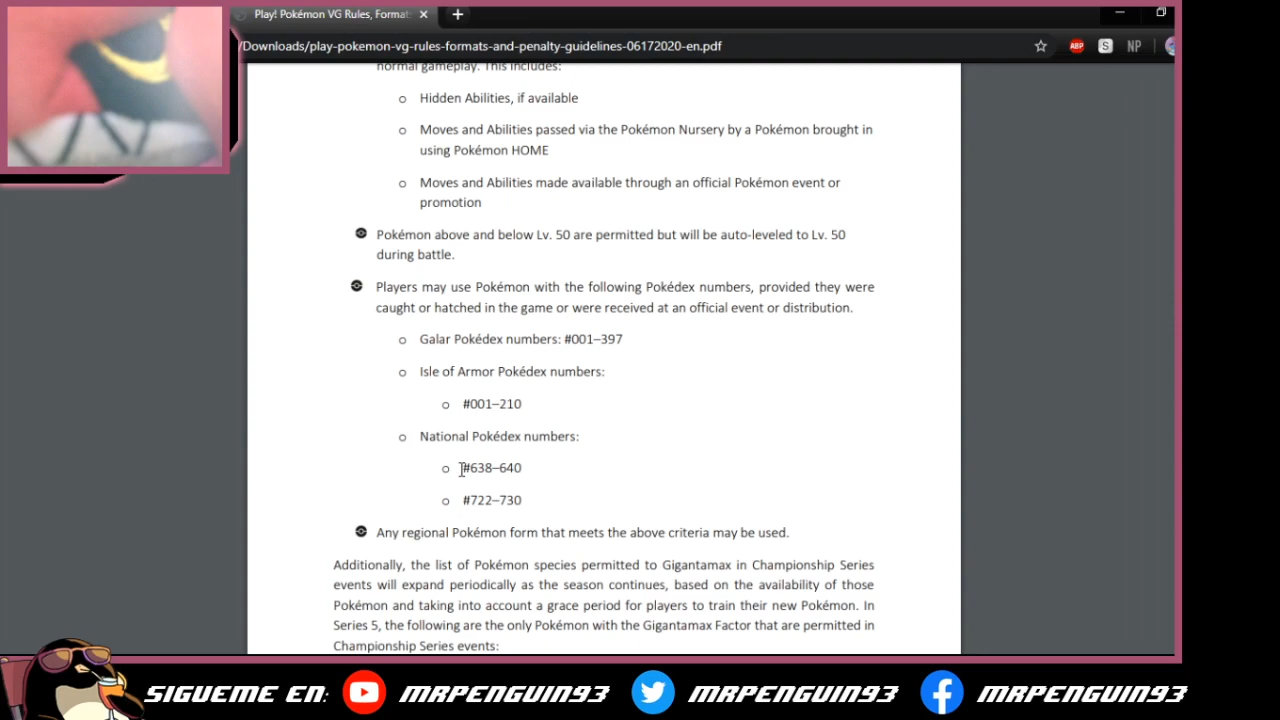 Play! Pokémon VG Rules, Format
/Downloads/play-pokemon-vg-rules-formats-and-penalty-guidelines-06172020-en.pdf
ABP
S
NP
normal gameplay. This includes:
Hidden Abilities, if available
Moves and Abilities passed via the Pokémon Nursery by a Pokémon brought in
using Pokémon HOME
Moves and Abilities made available through an official Pokémon event or
promotion
Pokémon above and below Lv. 50 are permitted but will be auto-leveled to Lv. 50
during battle.
Players may use Pokémon with the following Pokédex numbers, provided they were
caught or hatched in the game or were received at an official event or distribution.
Galar Pokédex numbers: #001–397
Isle of Armor Pokédex numbers:
#001–210
National Pokédex numbers:
#638–640
#722–730
Any regional Pokémon form that meets the above criteria may be used.
Additionally, the list of Pokémon species permitted to Gigantamax in Championship Series
events will expand periodically as the season continues, based on the availability of those
Pokémon and taking into account a grace period for players to train their new Pokémon. In
Series 5, the following are the only Pokémon with the Gigantamax Factor that are permitted in
Championship Series events:
SIGUEME EN: MRPENGUIN93 MRPENGUIN93 MRPENGUIN93